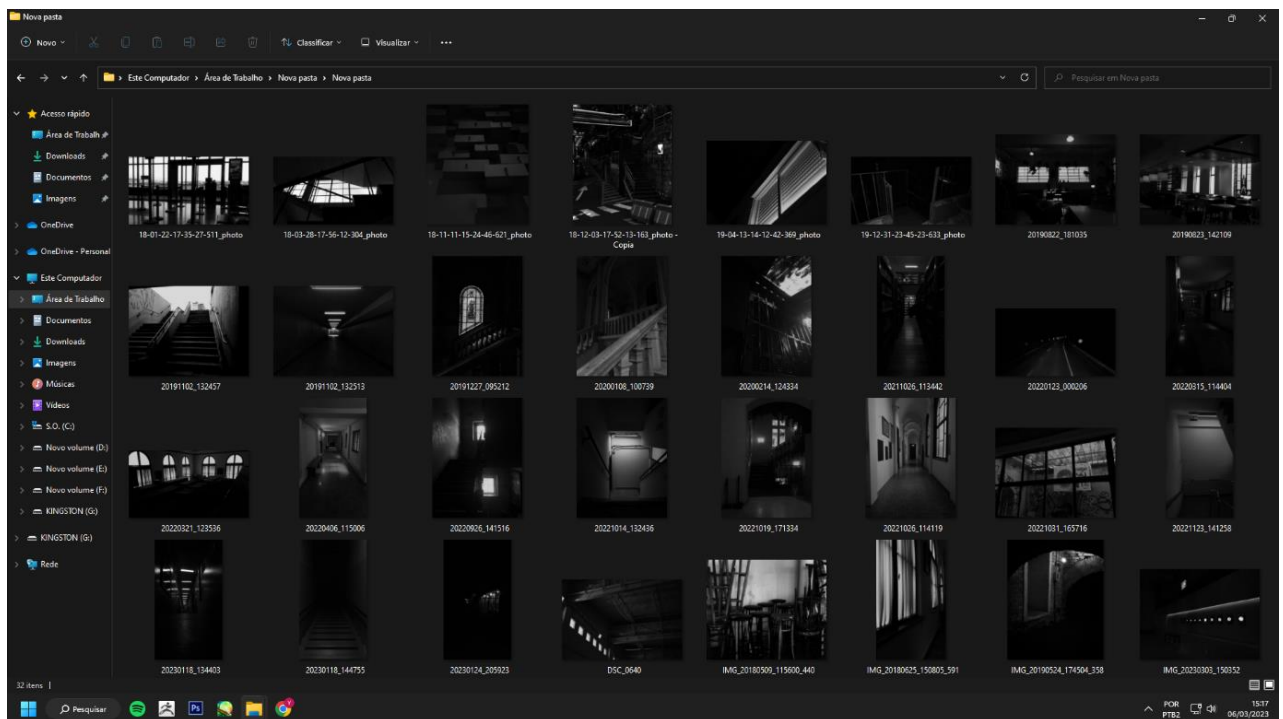 Nova pasta
Novo
Classificar
Visualizar
Este Computador > Área de Trabalho > Nova pasta > Nova pasta
Pesquisar em Nova pasta
Acesso rápido
Área de Trabalh
Downloads
Documentos
Imagens
OneDrive
OneDrive - Personal
Este Computador
Área de Trabalho
Documentos
Downloads
Imagens
Músicas
Vídeos
S.O. (C:)
Novo volume (D:)
Novo volume (E:)
Novo volume (F:)
KINGSTON (G:)
KINGSTON (G:)
Rede
18-01-22-17-35-27-511_photo
18-03-28-17-56-12-304_photo
18-11-11-15-24-46-621_photo
18-12-03-17-52-13-163_photo -
Copia
19-04-13-14-12-42-369_photo
19-12-31-23-45-23-633_photo
20190822_181035
20190823_142109
20191102_132457
20191102_132513
20191227_095212
20200108_100739
20200214_124334
20211026_113442
20220123_000206
20220315_114404
20220321_123536
20220406_115006
20220926_141516
20221014_132436
20221019_171334
20221026_114119
20221031_165716
20221123_141258
20230118_134403
20230118_144755
20230124_205923
DSC_0640
IMG_20180509_115600_440
IMG_20180625_150805_591
IMG_20190524_174504_358
IMG_20230303_150352
32 itens
Pesquisar
Ps
POR
PTB2
15:37
06/03/2023